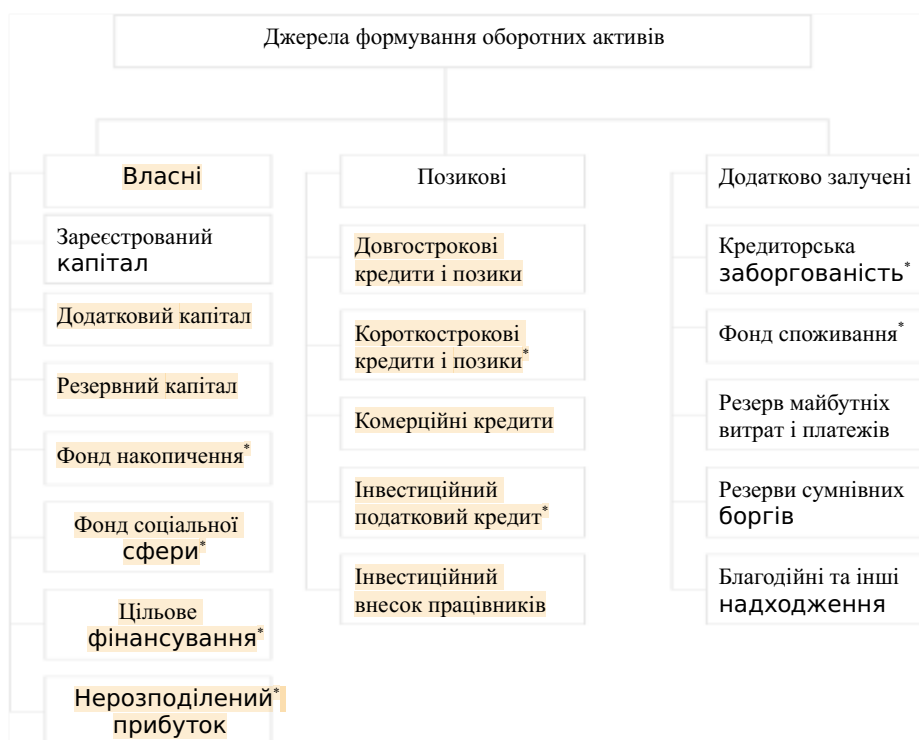 Джерела формування оборотних активів
Власні
Зареєстрований
капітал
Додатковий капітал
Резервний капітал
Фонд накопичення*
Фонд соціальної
сфери*
Цільове
фінансування*
Нерозподілений*
прибуток
Позикові
Довгострокові
кредити і позики
Короткострокові
кредити і позики*
Комерційні кредити
Інвестиційний
податковий кредит*
Інвестиційний
внесок працівників
Додатково залучені
Кредиторська
заборгованість*
Фонд споживання*
Резерв майбутніх
витрат і платежів
Резерви сумнівних
боргів
Благодійні та інші
надходження